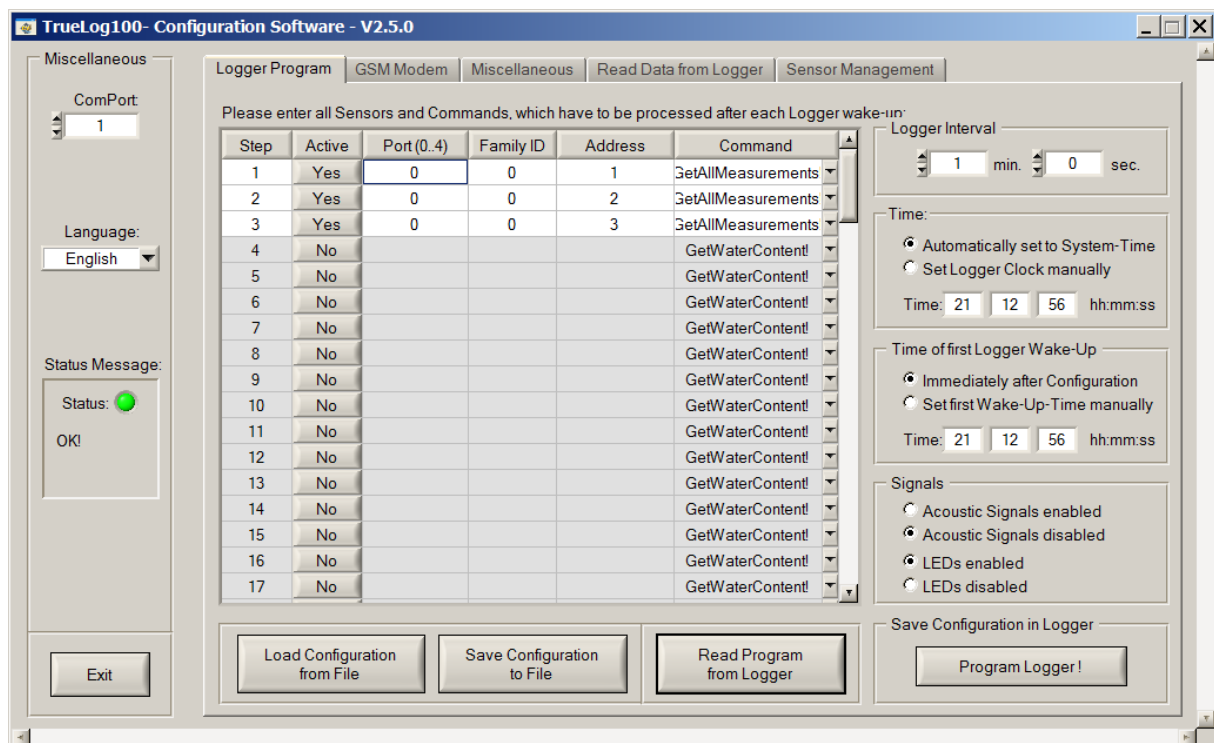 TrueLog100- Configuration Software - V2.5.0
Miscellaneous
ComPort:
1
Language:
English
Status Message:
Status:
OK!
Exit
Logger Program GSM Modem Miscellaneous Read Data from Logger Sensor Management
Please enter all Sensors and Commands, which have to be processed after each Logger wake-up:
Step Active Port (0..4) Family ID Address Command
1 Yes 0 0 1 GetAllMeasurements
2 Yes 0 0 2 GetAllMeasurements
3 Yes 0 0 3 GetAllMeasurements
4 No GetWaterContent!
5 No GetWaterContent!
6 No GetWaterContent!
7 No GetWaterContent!
8 No GetWaterContent!
9 No GetWaterContent!
10 No GetWaterContent!
11 No GetWaterContent!
12 No GetWaterContent!
13 No GetWaterContent!
14 No GetWaterContent!
15 No GetWaterContent!
16 No GetWaterContent!
17 No GetWaterContent!
Load Configuration
from File
Save Configuration
to File
Read Program
from Logger
Logger Interval
1 min. 0 sec.
Time:
Automatically set to System-Time
Set Logger Clock manually
Time: 21 12 56 hh:mm:ss
Time of first Logger Wake-Up
Immediately after Configuration
Set first Wake-Up-Time manually
Time: 21 12 56 hh:mm:ss
Signals
Acoustic Signals enabled
Acoustic Signals disabled
LEDs enabled
LEDs disabled
Save Configuration in Logger
Program Logger !